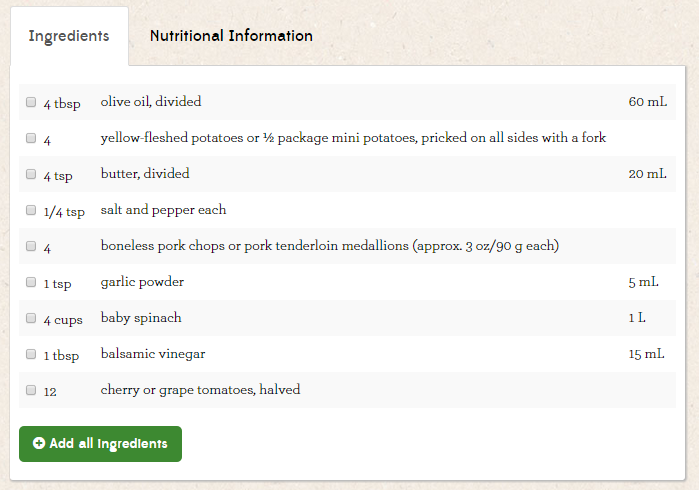 Ingredients Nutritional Information
4 tbsp olive oil, divided 60 mL
4 yellow-fleshed potatoes or ½ package mini potatoes, pricked on all sides with a fork
4 tsp butter, divided 20 mL
1/4 tsp salt and pepper each
4 boneless pork chops or pork tenderloin medallions (approx. 3 oz/90 g each)
1 tsp garlic powder 5 mL
4 cups baby spinach 1 L
1 tbsp balsamic vinegar 15 mL
12 cherry or grape tomatoes, halved
Add all ingredients